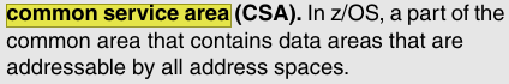 common service area (CSA). In z/OS, a part of the
common area that contains data areas that are
addressable by all address spaces.